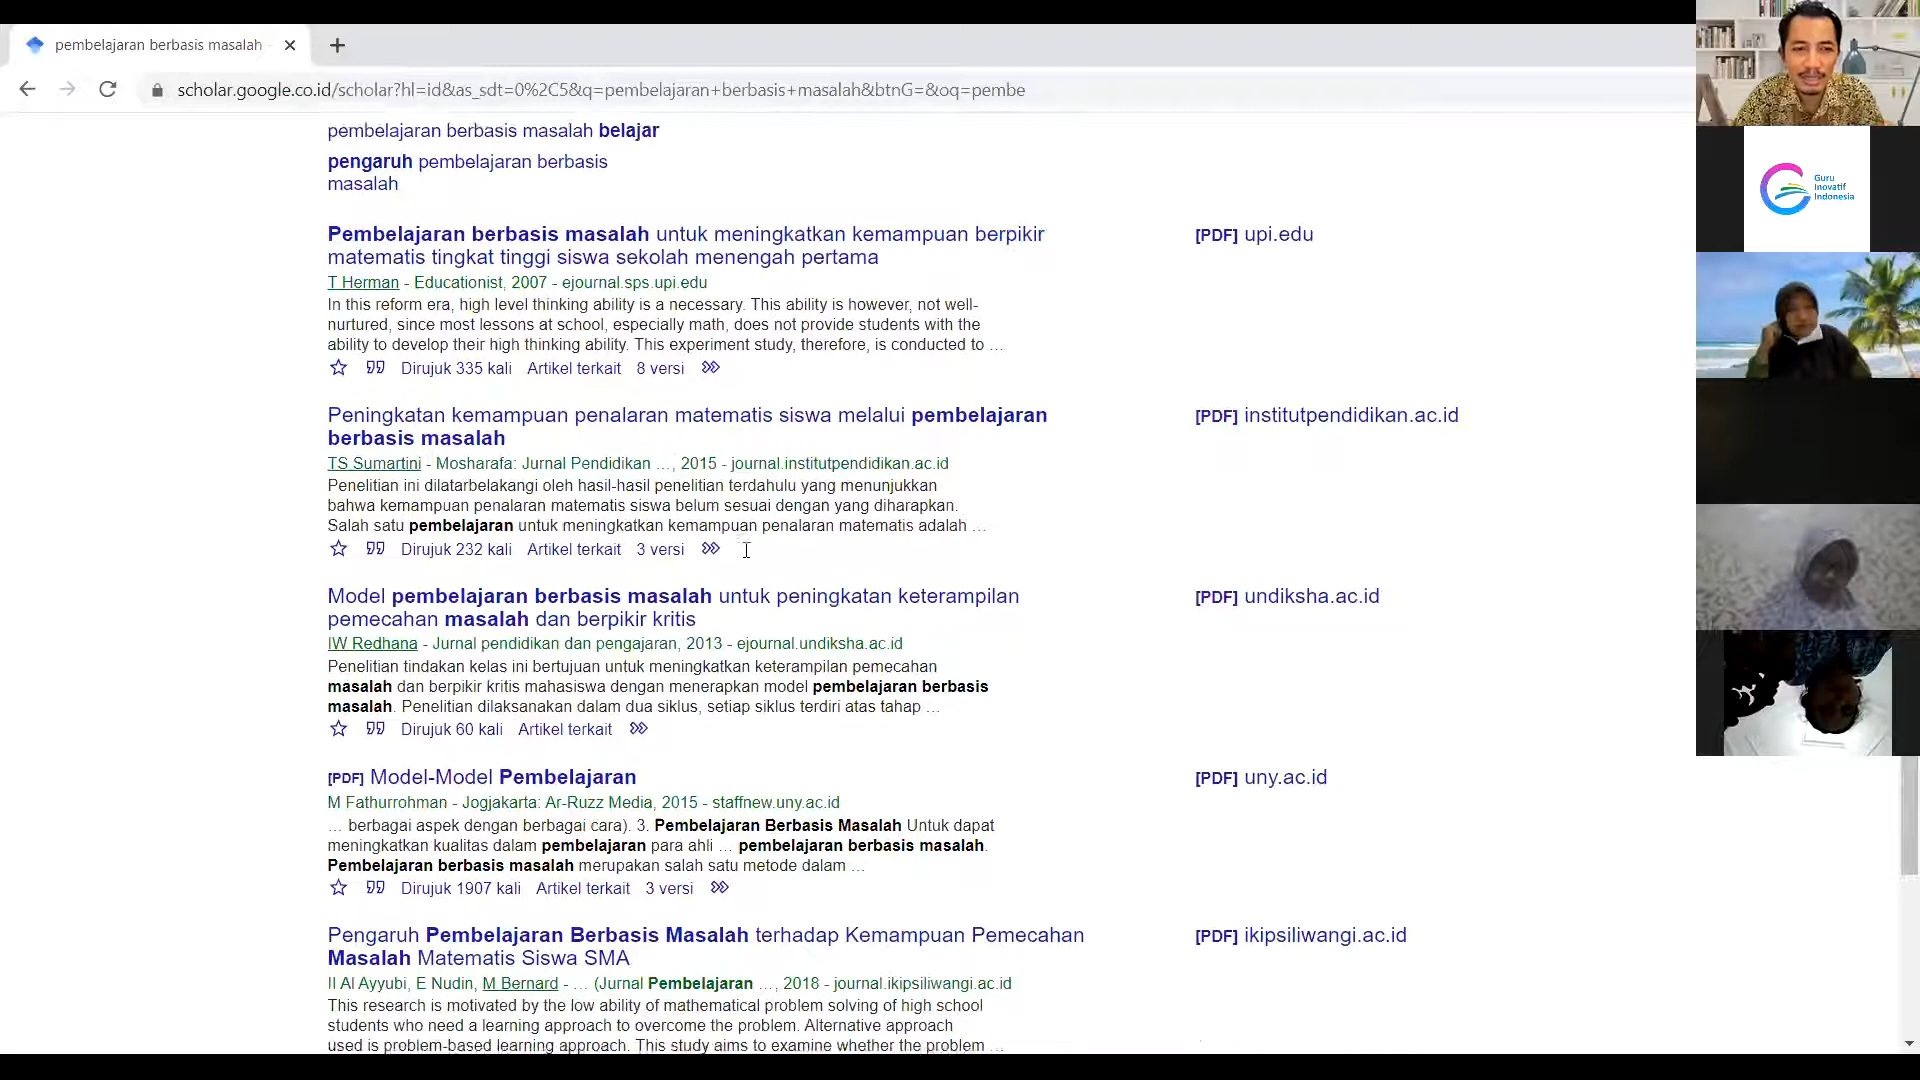 pembelajaran berbasis masalah
scholar.google.co.id/scholar?hl=id&as_sdt=0%2C5&q=pembelajaran+berbasis+masalah&btnG=&oq=pembe
pembelajaran berbasis masalah belajar
pengaruh pembelajaran berbasis
masalah
Pembelajaran berbasis masalah untuk meningkatkan kemampuan berpikir
matematis tingkat tinggi siswa sekolah menengah pertama
[PDF] upi.edu
T Herman - Educationist, 2007 - ejournal.sps.upi.edu
In this reform era, high level thinking ability is a necessary. This ability is however, not well-
nurtured, since most lessons at school, especially math, does not provide students with the
ability to develop their high thinking ability. This experiment study, therefore, is conducted to …
Dirujuk 335 kali Artikel terkait 8 versi
Peningkatan kemampuan penalaran matematis siswa melalui pembelajaran
berbasis masalah
[PDF] institutpendidikan.ac.id
TS Sumartini - Mosharafa: Jurnal Pendidikan …, 2015 - journal.institutpendidikan.ac.id
Penelitian ini dilatarbelakangi oleh hasil-hasil penelitian terdahulu yang menunjukkan
bahwa kemampuan penalaran matematis siswa belum sesuai dengan yang diharapkan.
Salah satu pembelajaran untuk meningkatkan kemampuan penalaran matematis adalah …
Dirujuk 232 kali Artikel terkait 3 versi
Model pembelajaran berbasis masalah untuk peningkatan keterampilan
pemecahan masalah dan berpikir kritis
[PDF] undiksha.ac.id
IW Redhana - Jurnal pendidikan dan pengajaran, 2013 - ejournal.undiksha.ac.id
Penelitian tindakan kelas ini bertujuan untuk meningkatkan keterampilan pemecahan
masalah dan berpikir kritis mahasiswa dengan menerapkan model pembelajaran berbasis
masalah. Penelitian dilaksanakan dalam dua siklus, setiap siklus terdiri atas tahap …
Dirujuk 60 kali Artikel terkait
[PDF] Model-Model Pembelajaran
[PDF] uny.ac.id
M Fathurrohman - Jogjakarta: Ar-Ruzz Media, 2015 - staffnew.uny.ac.id
… berbagai aspek dengan berbagai cara). 3. Pembelajaran Berbasis Masalah Untuk dapat
meningkatkan kualitas dalam pembelajaran para ahli … pembelajaran berbasis masalah.
Pembelajaran berbasis masalah merupakan salah satu metode dalam …
Dirujuk 1907 kali Artikel terkait 3 versi
Pengaruh Pembelajaran Berbasis Masalah terhadap Kemampuan Pemecahan
Masalah Matematis Siswa SMA
[PDF] ikipsiliwangi.ac.id
II Al Ayyubi, E Nudin, M Bernard - … (Jurnal Pembelajaran …, 2018 - journal.ikipsiliwangi.ac.id
This research is motivated by the low ability of mathematical problem solving of high school
students who need a learning approach to overcome the problem. Alternative approach
used is problem-based learning approach. This study aims to examine whether the problem …
Guru
Inovatif
Indonesia